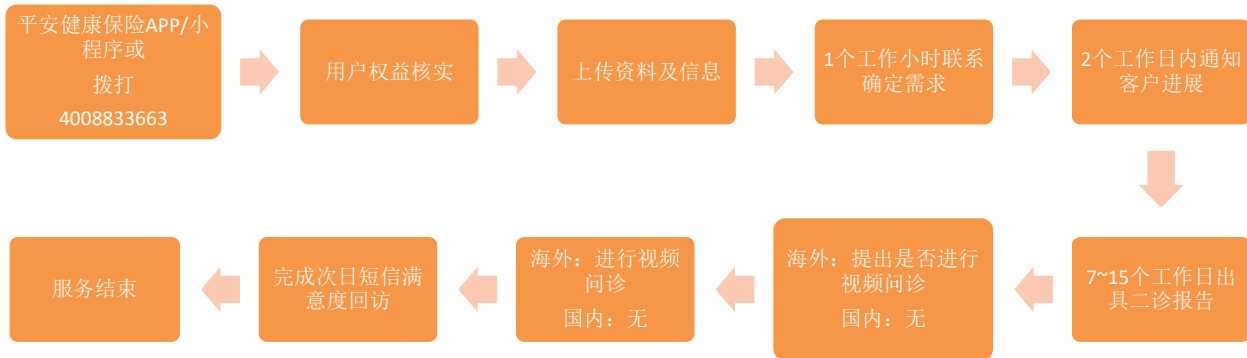 平安健康保险APP/小
程序或
拨打
4008833663
用户权益核实
上传资料及信息
1个工作小时联系
确定需求
2个工作日内通知
客户进展
7~15个工作日出
具二诊报告
海外：提出是否进行
视频问诊
国内：无
海外：进行视频
问诊
国内：无
完成次日短信满
意度回访
服务结束